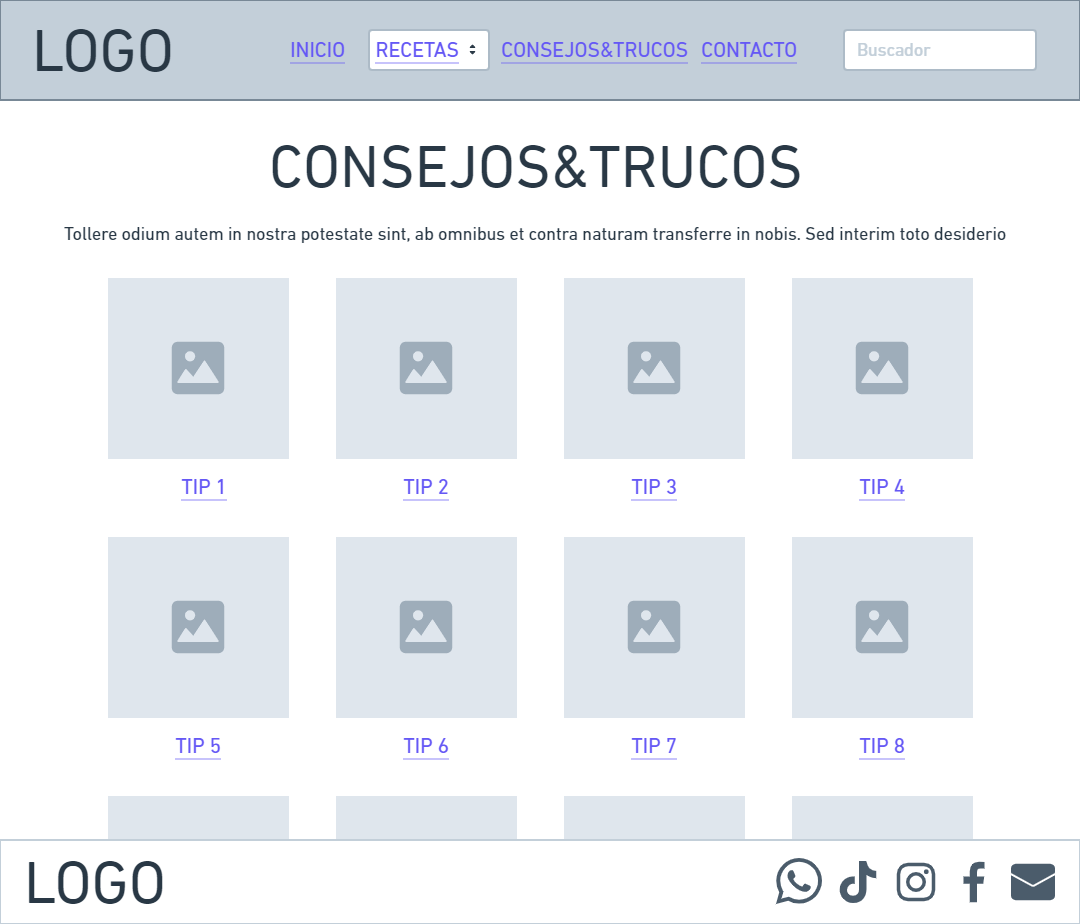 LOGO INICIO RECETAS CONSEJOS&TRUCOS CONTACTO Buscador
CONSEJOS&TRUCOS
Tollere odium autem in nostra potestate sint, ab omnibus et contra naturam transferre in nobis. Sed interim toto desiderio
TIP 1 TIP 2 TIP 3 TIP 4
TIP 5 TIP 6 TIP 7 TIP 8
LOGO